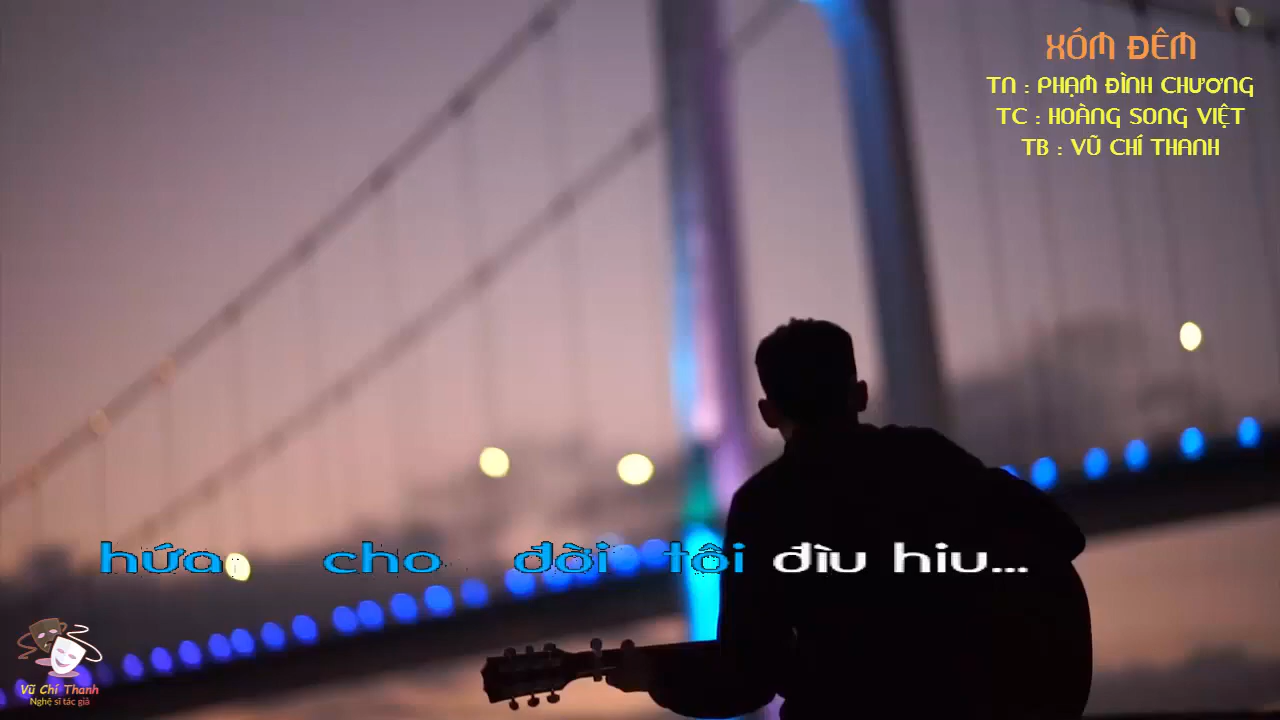 XÓM ĐÊM
TN : PHẠM ĐÌNH CHƯƠNG
TC : HOÀNG SONG VIỆT
TB : VŨ CHÍ THANH
hứa cho đời tôi đìu hiu...
Vũ Chí Thanh
Nghệ sĩ tác giả